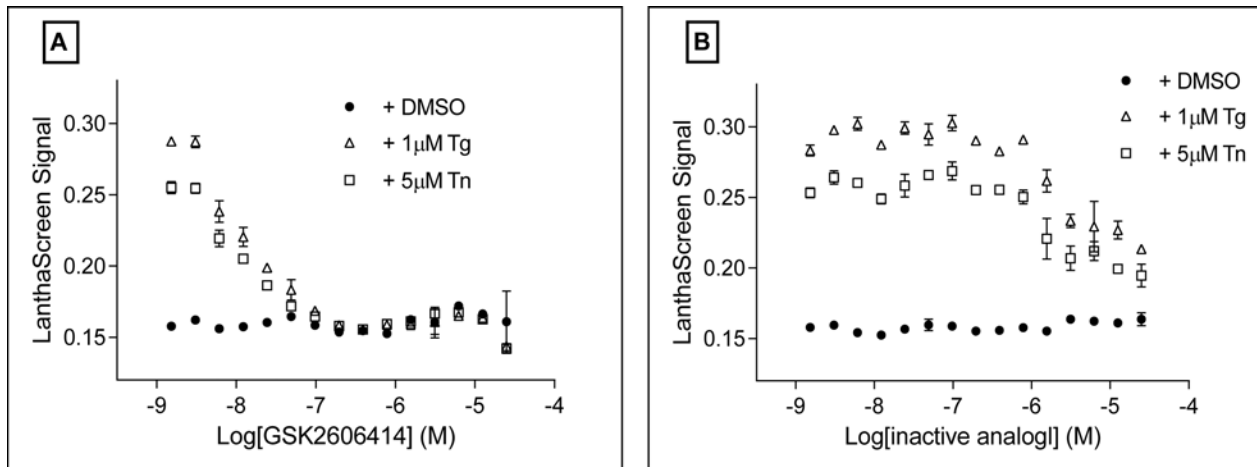 A
+ DMSO
+ 1μM Tg
+ 5μM Tn
LanthaScreen Signal
0.30
0.25
0.20
0.15
-9 -8 -7 -6 -5 -4
Log[GSK2606414] (M)
B
+ DMSO
+ 1μM Tg
+ 5μM Tn
LanthaScreen Signal
0.30
0.25
0.20
0.15
-9 -8 -7 -6 -5 -4
Log[inactive analogI] (M)